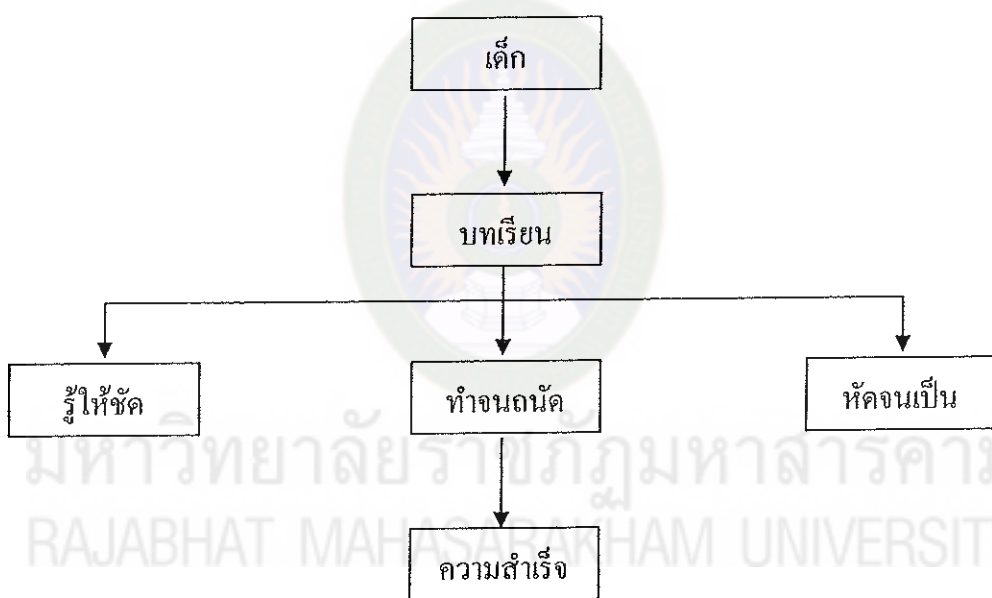 เด็ก
บทเรียน
รู้ให้ชัด
ทำจนถนัด
หัดจนเป็น
มหาวิทยาลัยราชภัฏมหาสารคาม
RAJABHAT MAHASARAKHAM UNIVERSIT
ความสำเร็จ